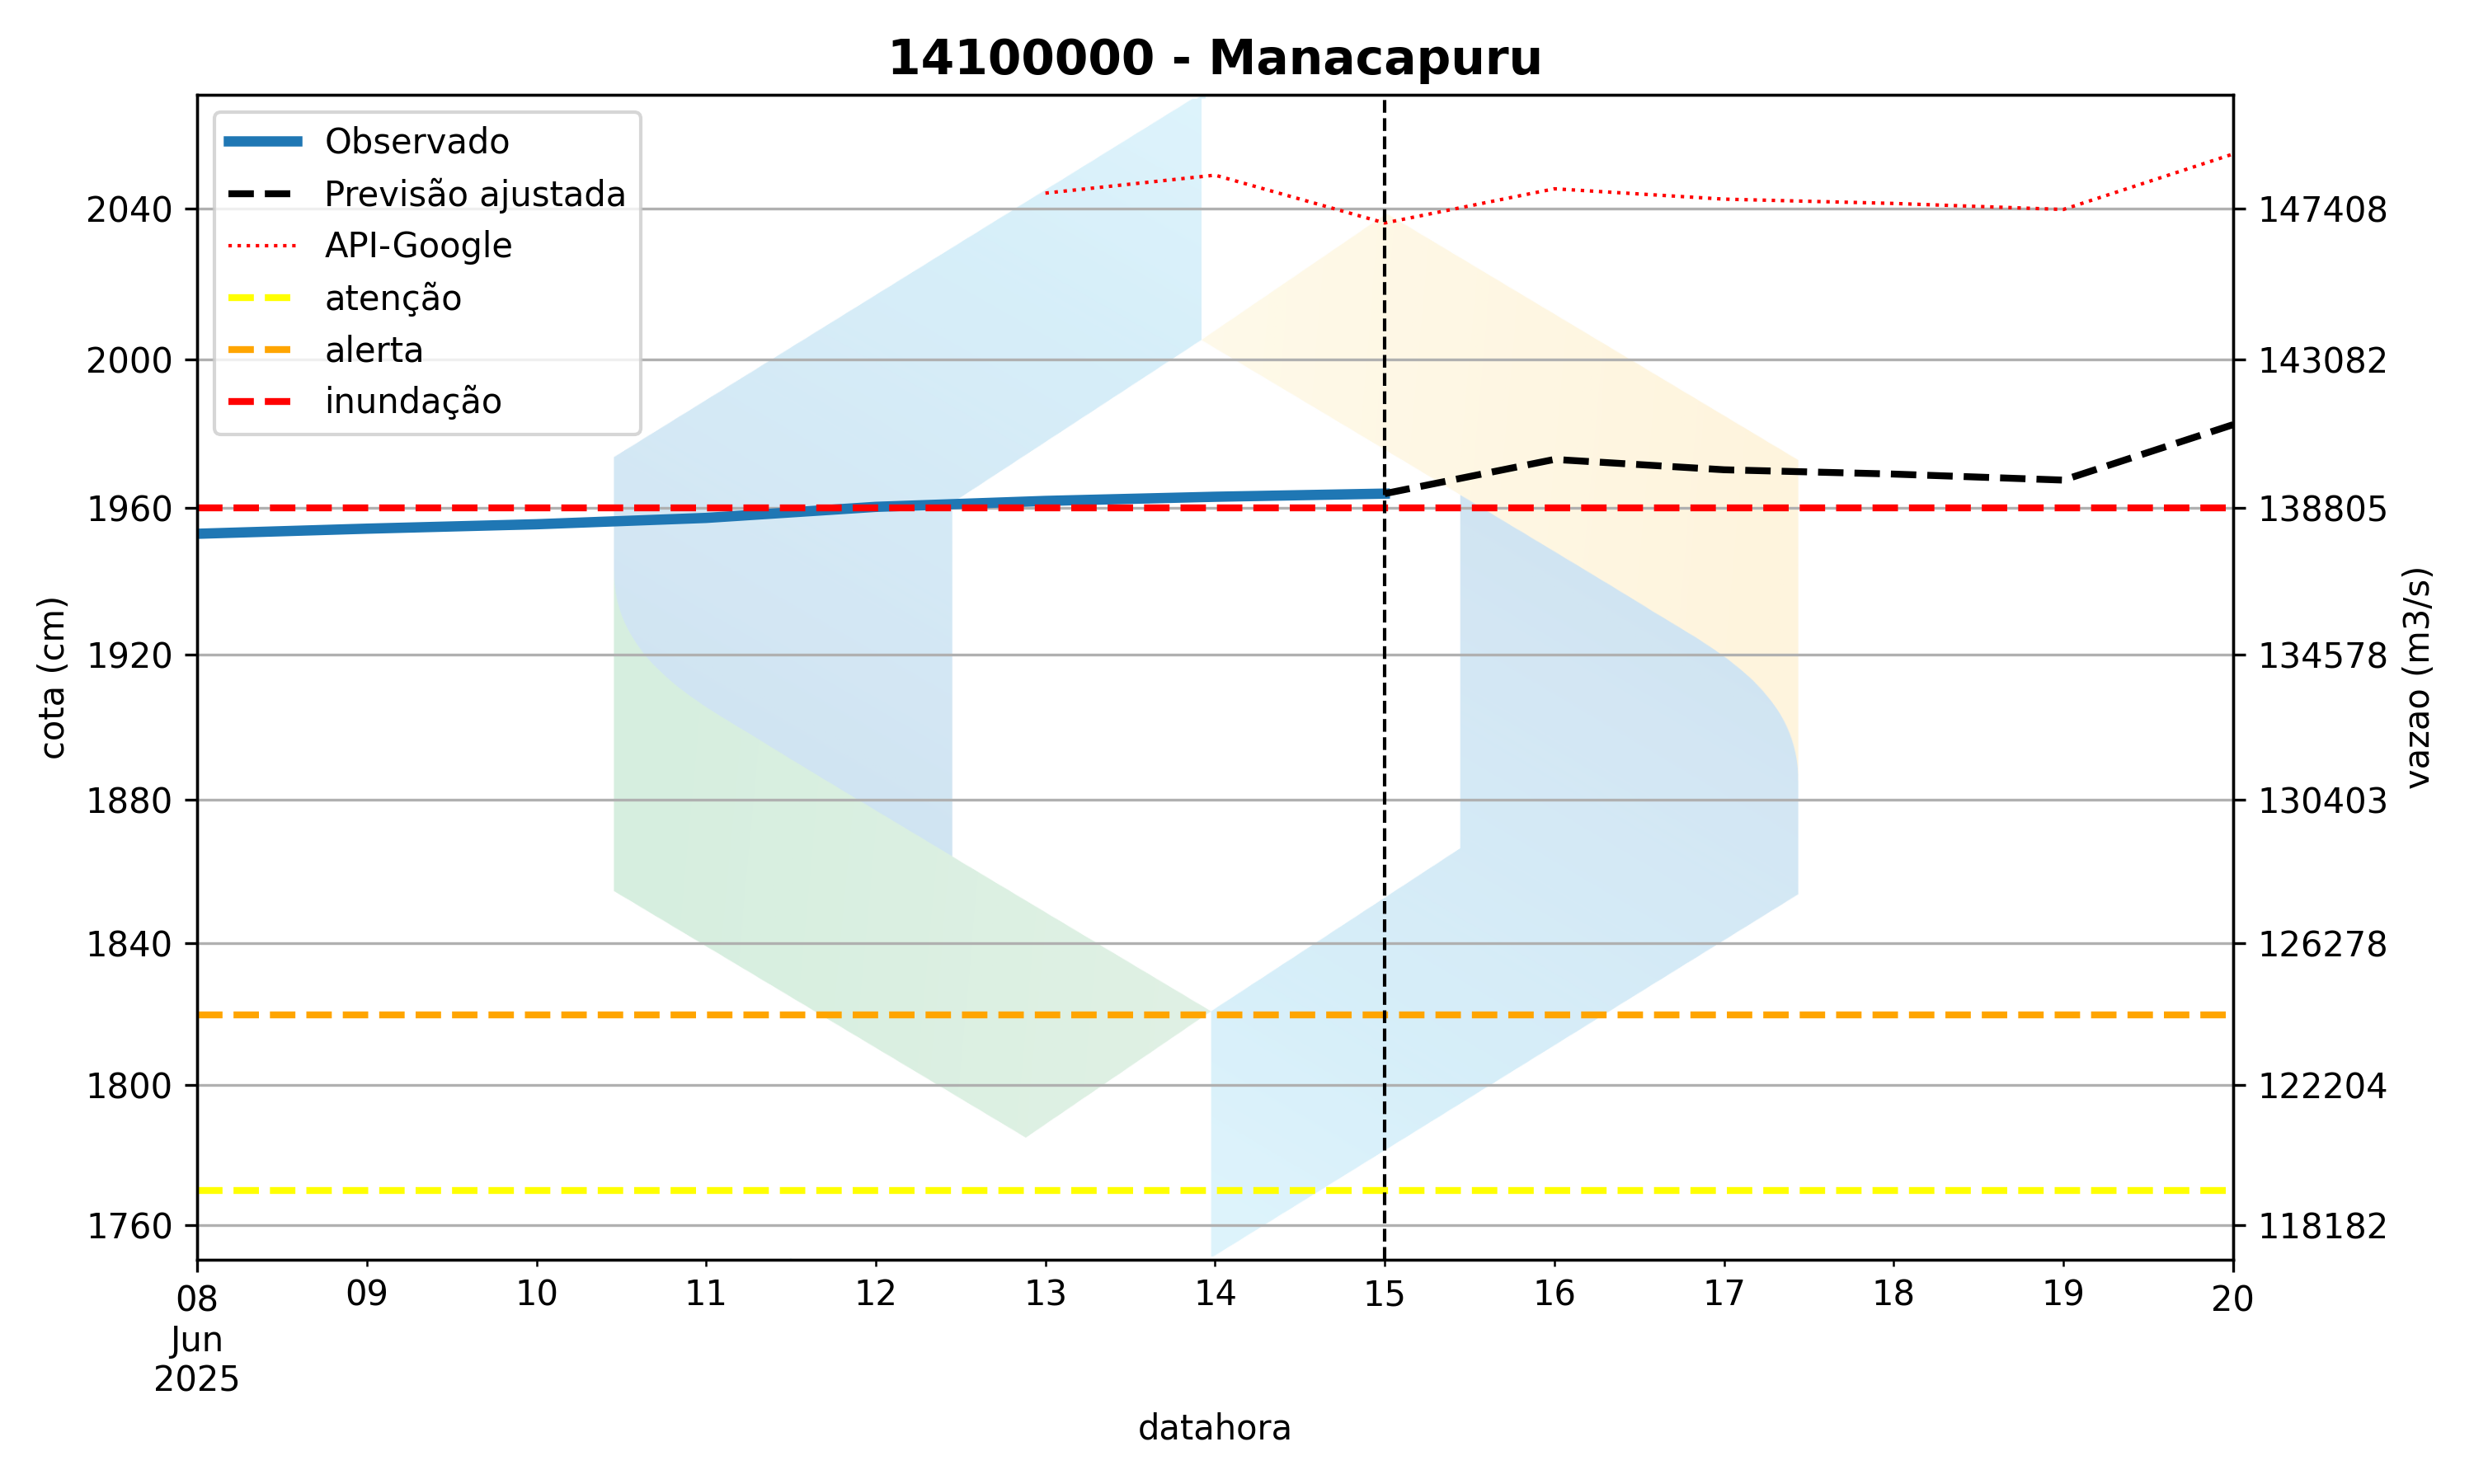 14100000 - Manacapuru
Observado
Previsão ajustada
API-Google
atenção
alerta
inundação
2040
2000
1960
1920
1880
1840
1800
1760
cota (cm)
147408
143082
138805
134578
130403
126278
122204
118182
vazao (m3/s)
08 09 10 11 12 13 14 15 16 17 18 19 20
Jun
2025
datahora